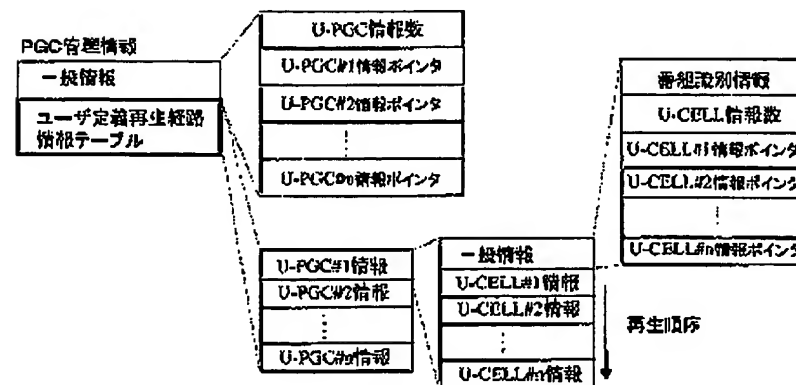 PGC管理情報
一般情報
ユーザ定義再生経路
情報テーブル
U-PGC情報数
U-PGC#1情報ポインタ
U-PGC#2情報ポインタ
⋮
U-PGC#n情報ポインタ
U-PGC#1情報
U-PGC#2情報
⋮
U-PGC#n情報
一般情報
U-CELL#1情報
U-CELL#2情報
⋮
U-CELL#n情報
番組識別情報
U-CELL情報数
U-CELL#1情報ポインタ
U-CELL#2情報ポインタ
⋮
U-CELL#n情報ポインタ
再生順序